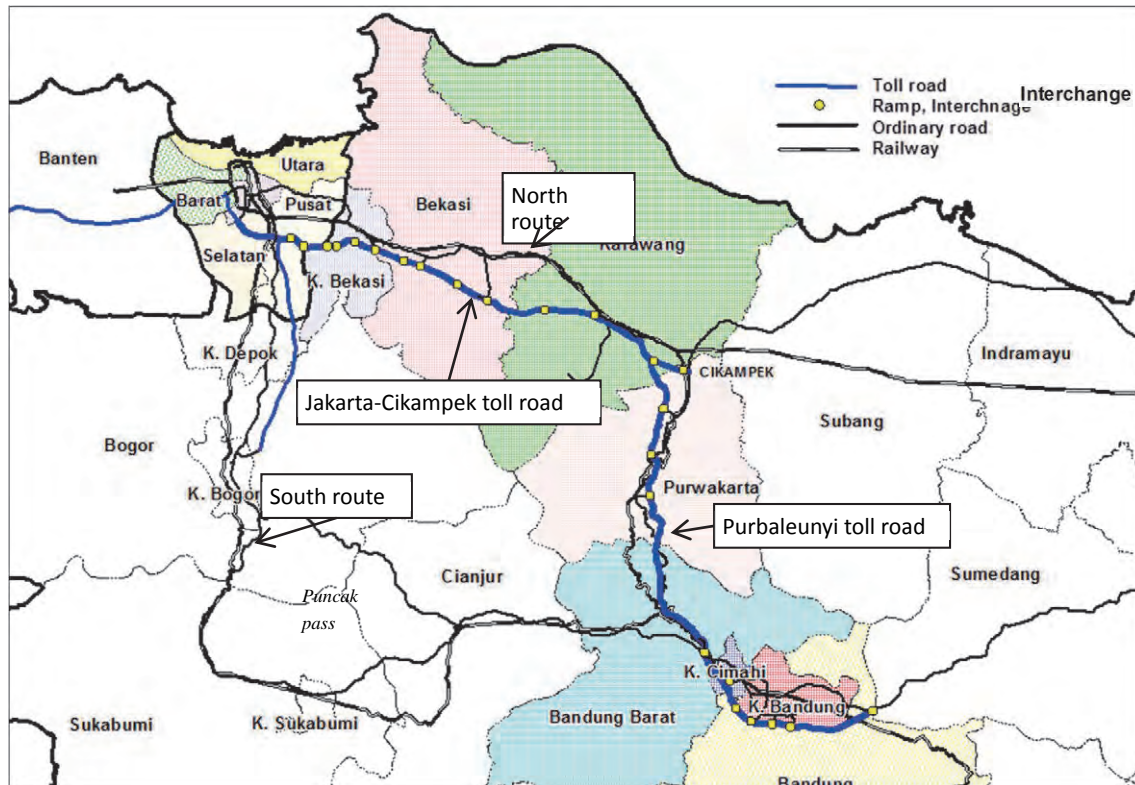 Toll road
Ramp, Interchnage
Interchange
Ordinary road
Railway
Banten
Utara
Barat
Pusat
Bekasi
North
route
Karawang
Selatan
K. Bekasi
K. Depok
CIKAMPEK
Indramayu
Jakarta-Cikampek toll road
Subang
Bogor
K. Bogor
South route
Purwakarta
Purbaleunyi toll road
Cianjur
Sumedang
Puncak
pass
K. Cimahi
K. Bandung
Sukabumi
K. Sukabumi
Bandung Barat
Bandung